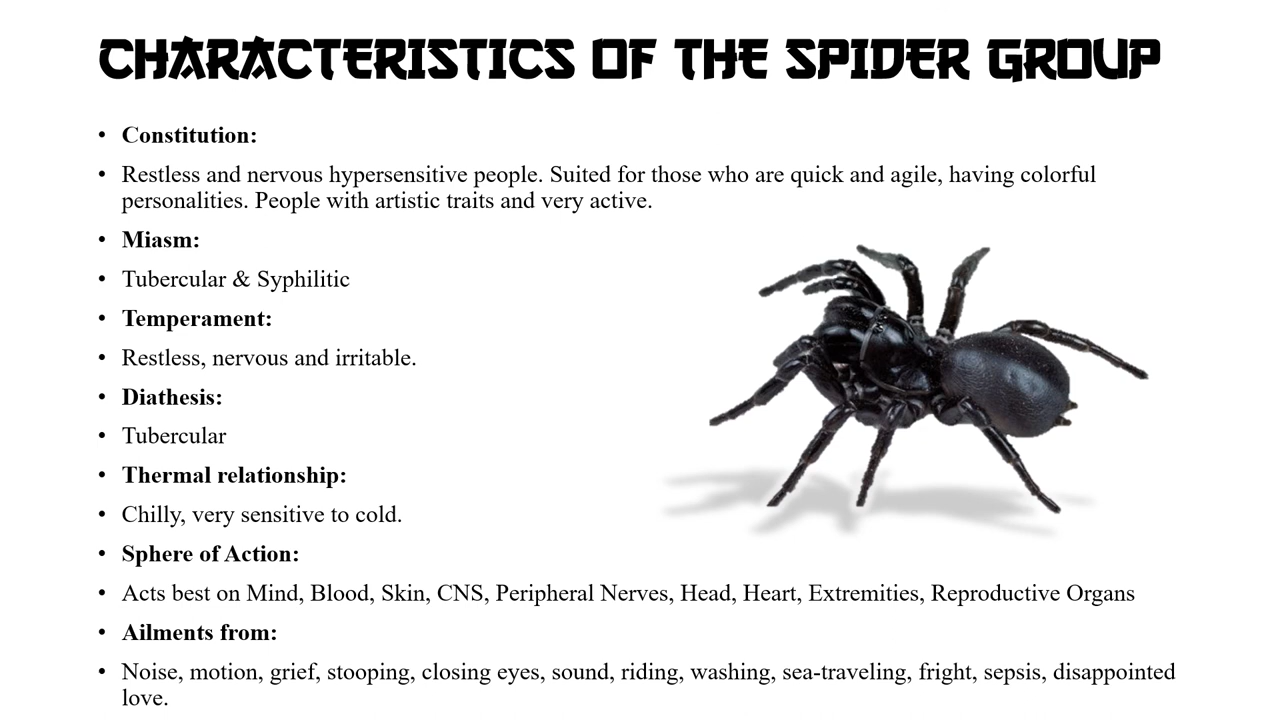 CHARACTERISTICS OF THE SPIDER GROUP
• Constitution:
• Restless and nervous hypersensitive people. Suited for those who are quick and agile, having colorful
personalities. People with artistic traits and very active.
• Miasm:
• Tubercular & Syphilitic
• Temperament:
• Restless, nervous and irritable.
• Diathesis:
• Tubercular
• Thermal relationship:
• Chilly, very sensitive to cold.
• Sphere of Action:
• Acts best on Mind, Blood, Skin, CNS, Peripheral Nerves, Head, Heart, Extremities, Reproductive Organs
• Ailments from:
• Noise, motion, grief, stooping, closing eyes, sound, riding, washing, sea-traveling, fright, sepsis, disappointed
love.